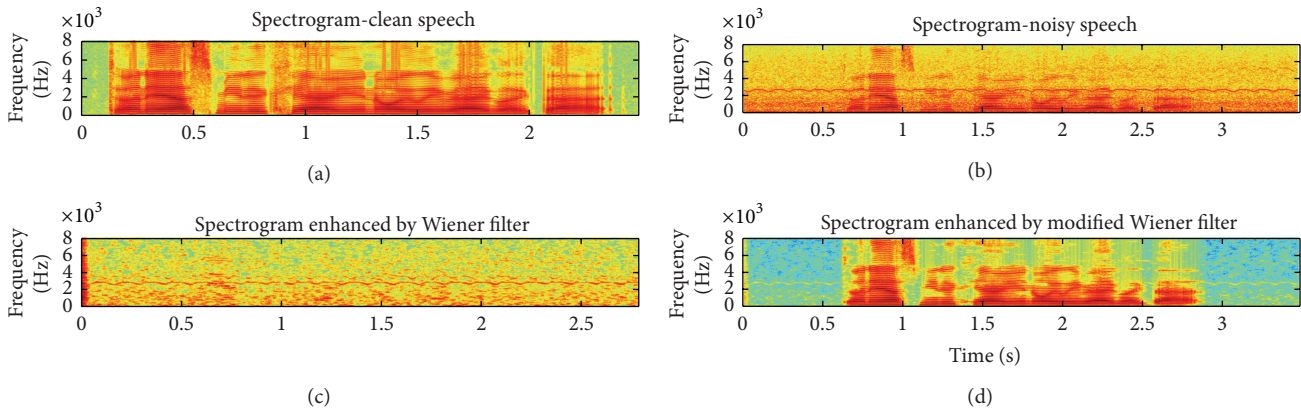 Spectrogram-clean speech
×10³
Frequency
(Hz)
8
6
4
2
0
0 0.5 1 1.5 2
(a)
Spectrogram-noisy speech
×10³
Frequency
(Hz)
8
6
4
2
0
0 0.5 1 1.5 2 2.5 3
(b)
Spectrogram enhanced by Wiener filter
×10³
Frequency
(Hz)
8
6
4
2
0
0 0.5 1 1.5 2 2.5
(c)
Spectrogram enhanced by modified Wiener filter
×10³
Frequency
(Hz)
8
6
4
2
0
0 0.5 1 1.5 2 2.5 3
Time (s)
(d)